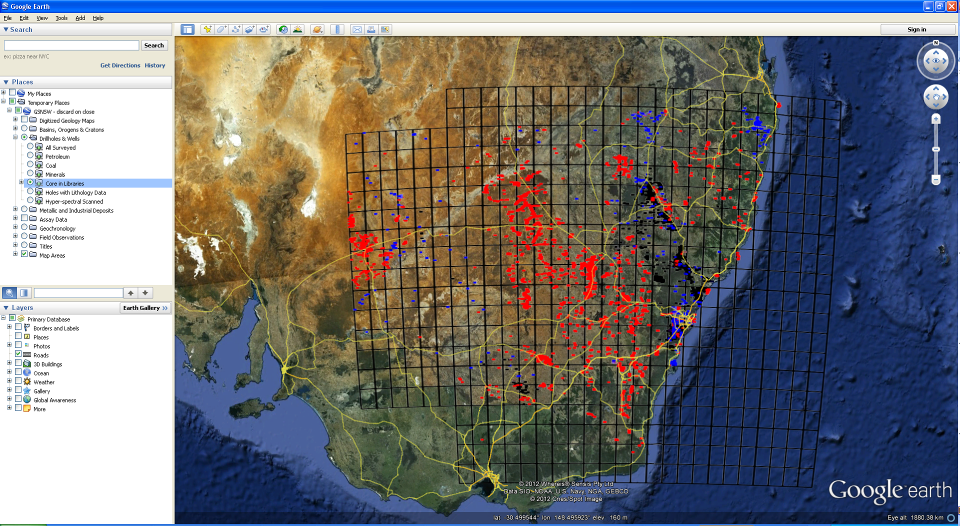 Google Earth
File Edit View Tools Add Help
Search
Sign in
Search
ex: pizza near NYC
Get Directions History
Places
My Places
Temporary Places
GSNSW - discard on close
Digitized Geology Maps
Basins, Orogens & Cratons
Drillholes & Wells
All Surveyed
Petroleum
Coal
Minerals
Core in Libraries
Holes with Lithology Data
Hyper-spectral Scanned
Metallic and Industrial Deposits
Assay Data
Geochronology
Field Observations
Titles
Map Areas
Layers
Earth Gallery >>
Primary Database
Borders and Labels
Places
Photos
Roads
3D Buildings
Ocean
Weather
Gallery
Global Awareness
More
N
© 2012 Whereis® Sensis Pty Ltd
Data SIO, NOAA, U.S. Navy, NGA, GEBCO
© 2012 Cnes/Spot Image
Google earth
lat -30.499544° lon 148.495923° elev 160 m
Eye alt 1880.38 km